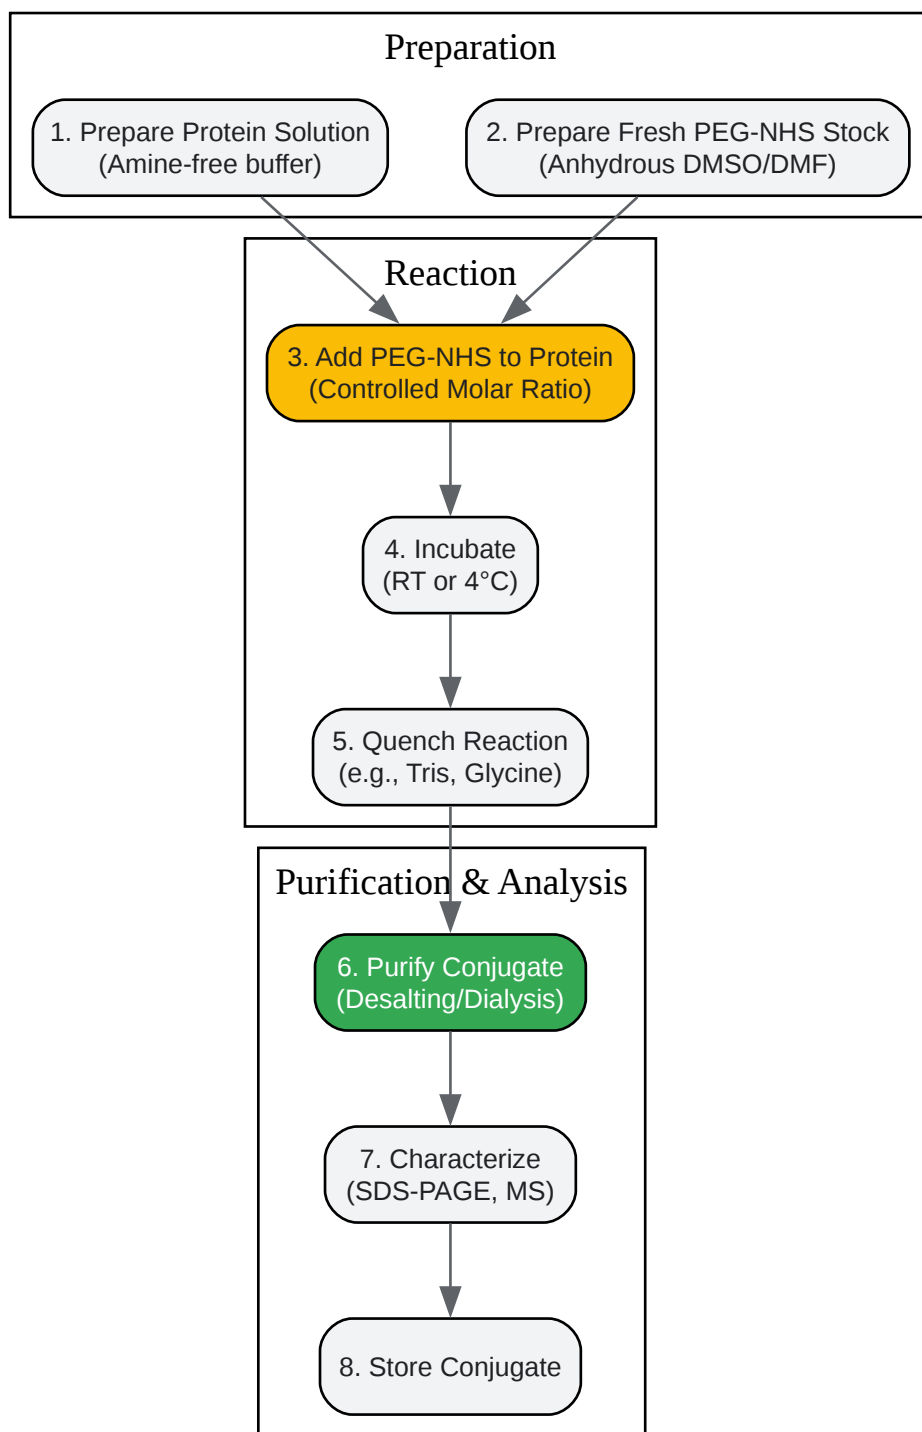 Preparation
1. Prepare Protein Solution
(Amine-free buffer)
2. Prepare Fresh PEG-NHS Stock
(Anhydrous DMSO/DMF)
Reaction
3. Add PEG-NHS to Protein
(Controlled Molar Ratio)
4. Incubate
(RT or 4°C)
5. Quench Reaction
(e.g., Tris, Glycine)
Purification & Analysis
6. Purify Conjugate
(Desalting/Dialysis)
7. Characterize
(SDS-PAGE, MS)
8. Store Conjugate